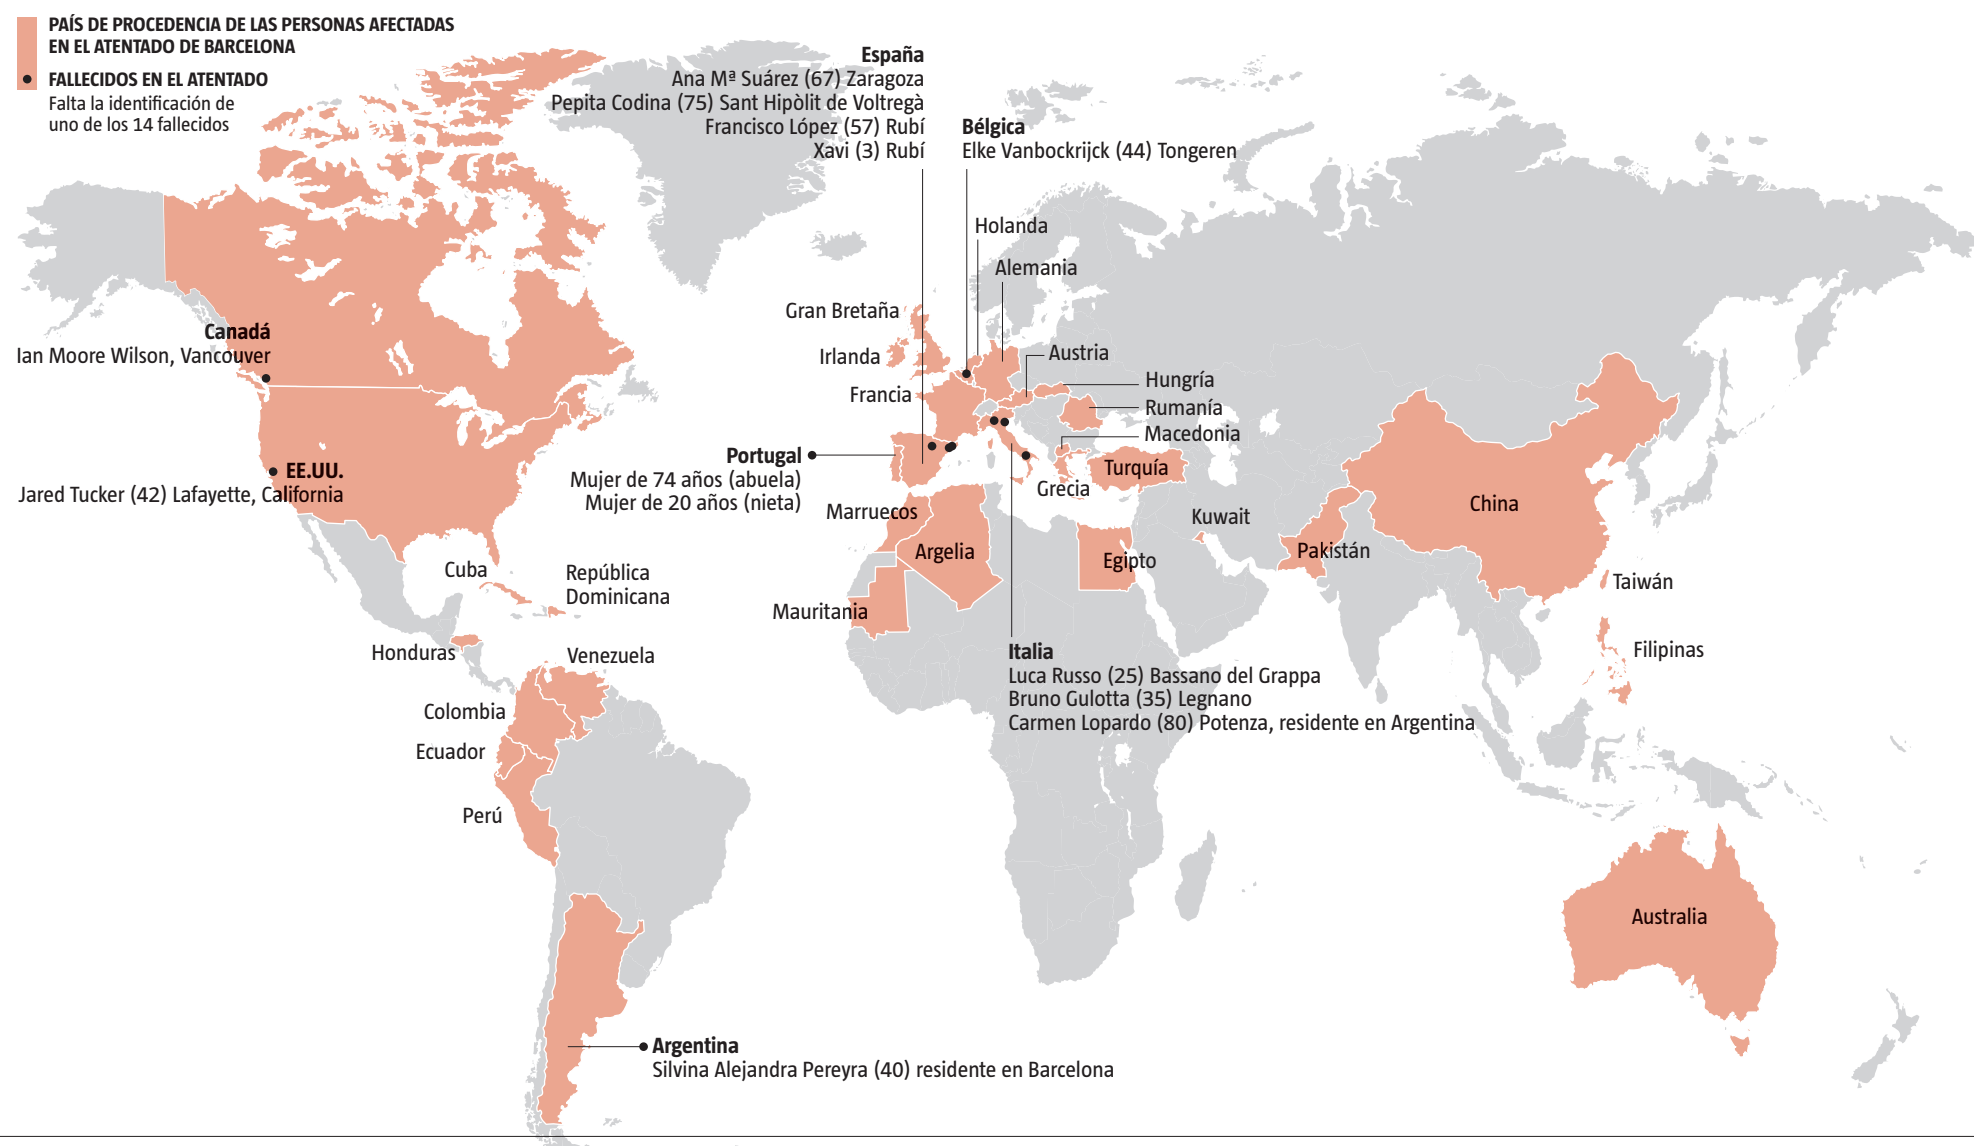 PAÍS DE PROCEDENCIA DE LAS PERSONAS AFECTADAS
EN EL ATENTADO DE BARCELONA
FALLECIDOS EN EL ATENTADO
Falta la identificación de
uno de los 14 fallecidos
España
Ana Mª Suárez (67) Zaragoza
Pepita Codina (75) Sant Hipòlit de Voltregà
Francisco López (57) Rubí
Xavi (3) Rubí
Bélgica
Elke Vanbockrijck (44) Tongeren
Holanda
Alemania
Gran Bretaña
Irlanda
Francia
Austria
Hungría
Rumanía
Macedonia
Canadá
Ian Moore Wilson, Vancouver
EE.UU.
Jared Tucker (42) Lafayette, California
Portugal
Mujer de 74 años (abuela)
Mujer de 20 años (nieta)
Turquía
Grecia
Marruecos
Argelia
Egipto
Kuwait
Pakistán
China
Taiwán
Filipinas
Cuba
República
Dominicana
Mauritania
Honduras
Venezuela
Colombia
Ecuador
Perú
Italia
Luca Russo (25) Bassano del Grappa
Bruno Gulotta (35) Legnano
Carmen Lopardo (80) Potenza, residente en Argentina
Australia
Argentina
Silvina Alejandra Pereyra (40) residente en Barcelona